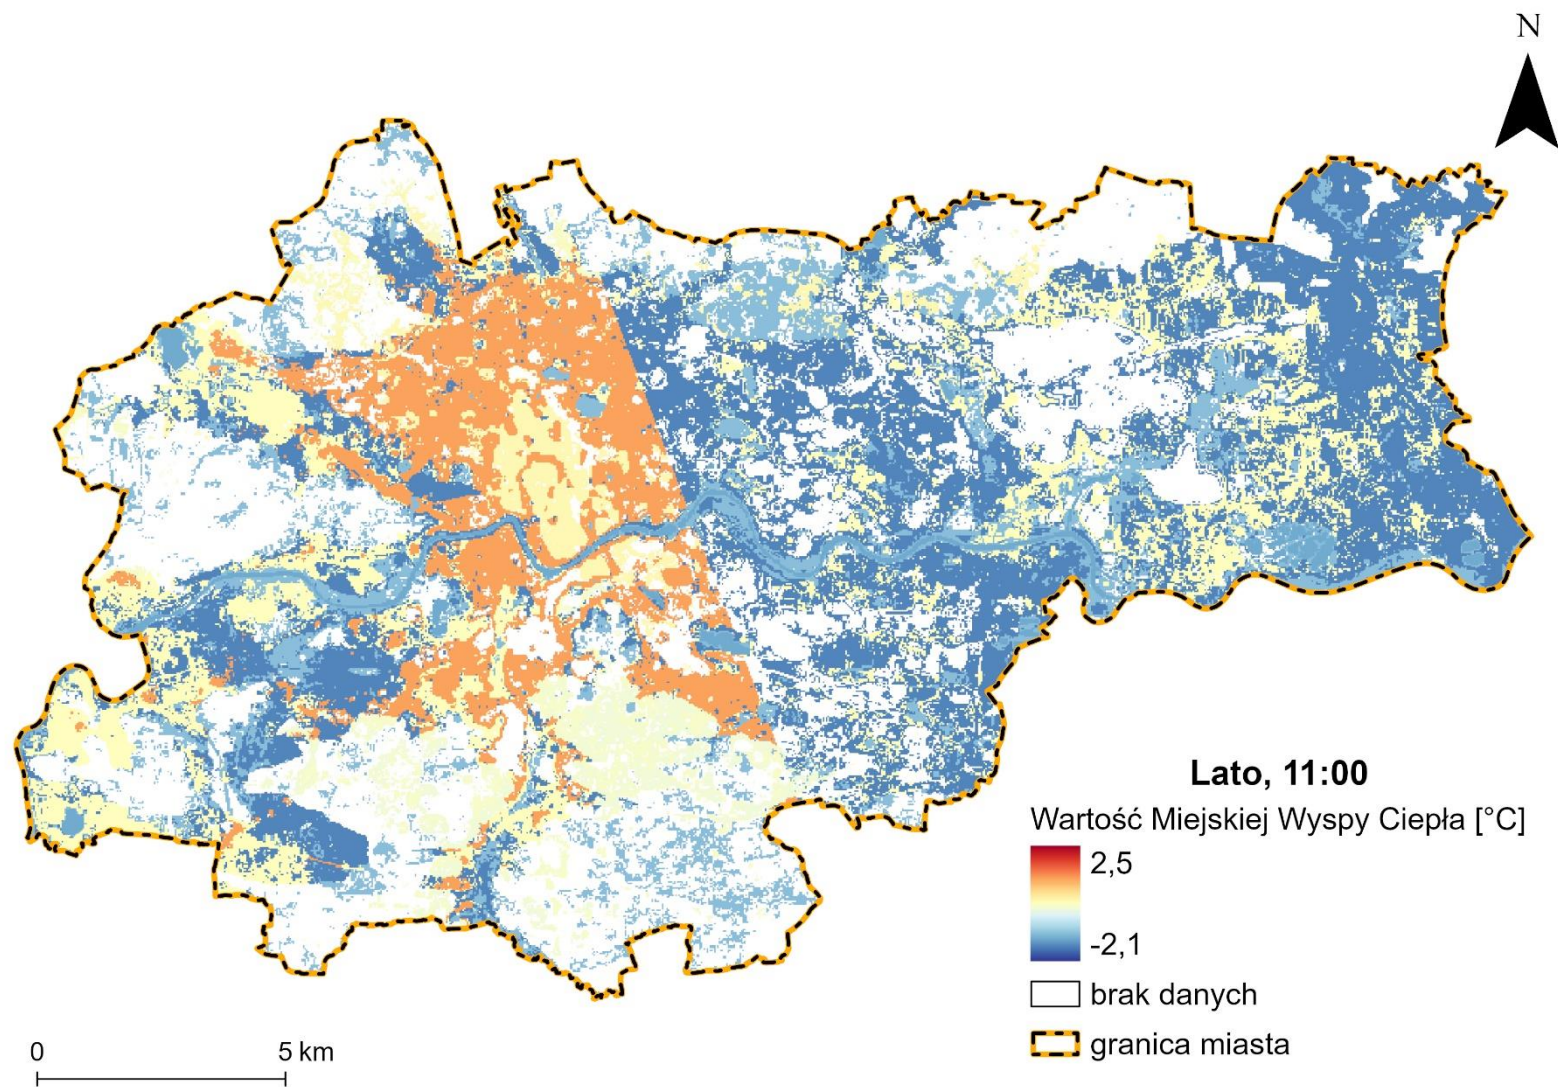 N
Lato, 11:00
Wartość Miejskiej Wyspy Ciepła [°C]
2,5
-2,1
brak danych
granica miasta
0 5 km